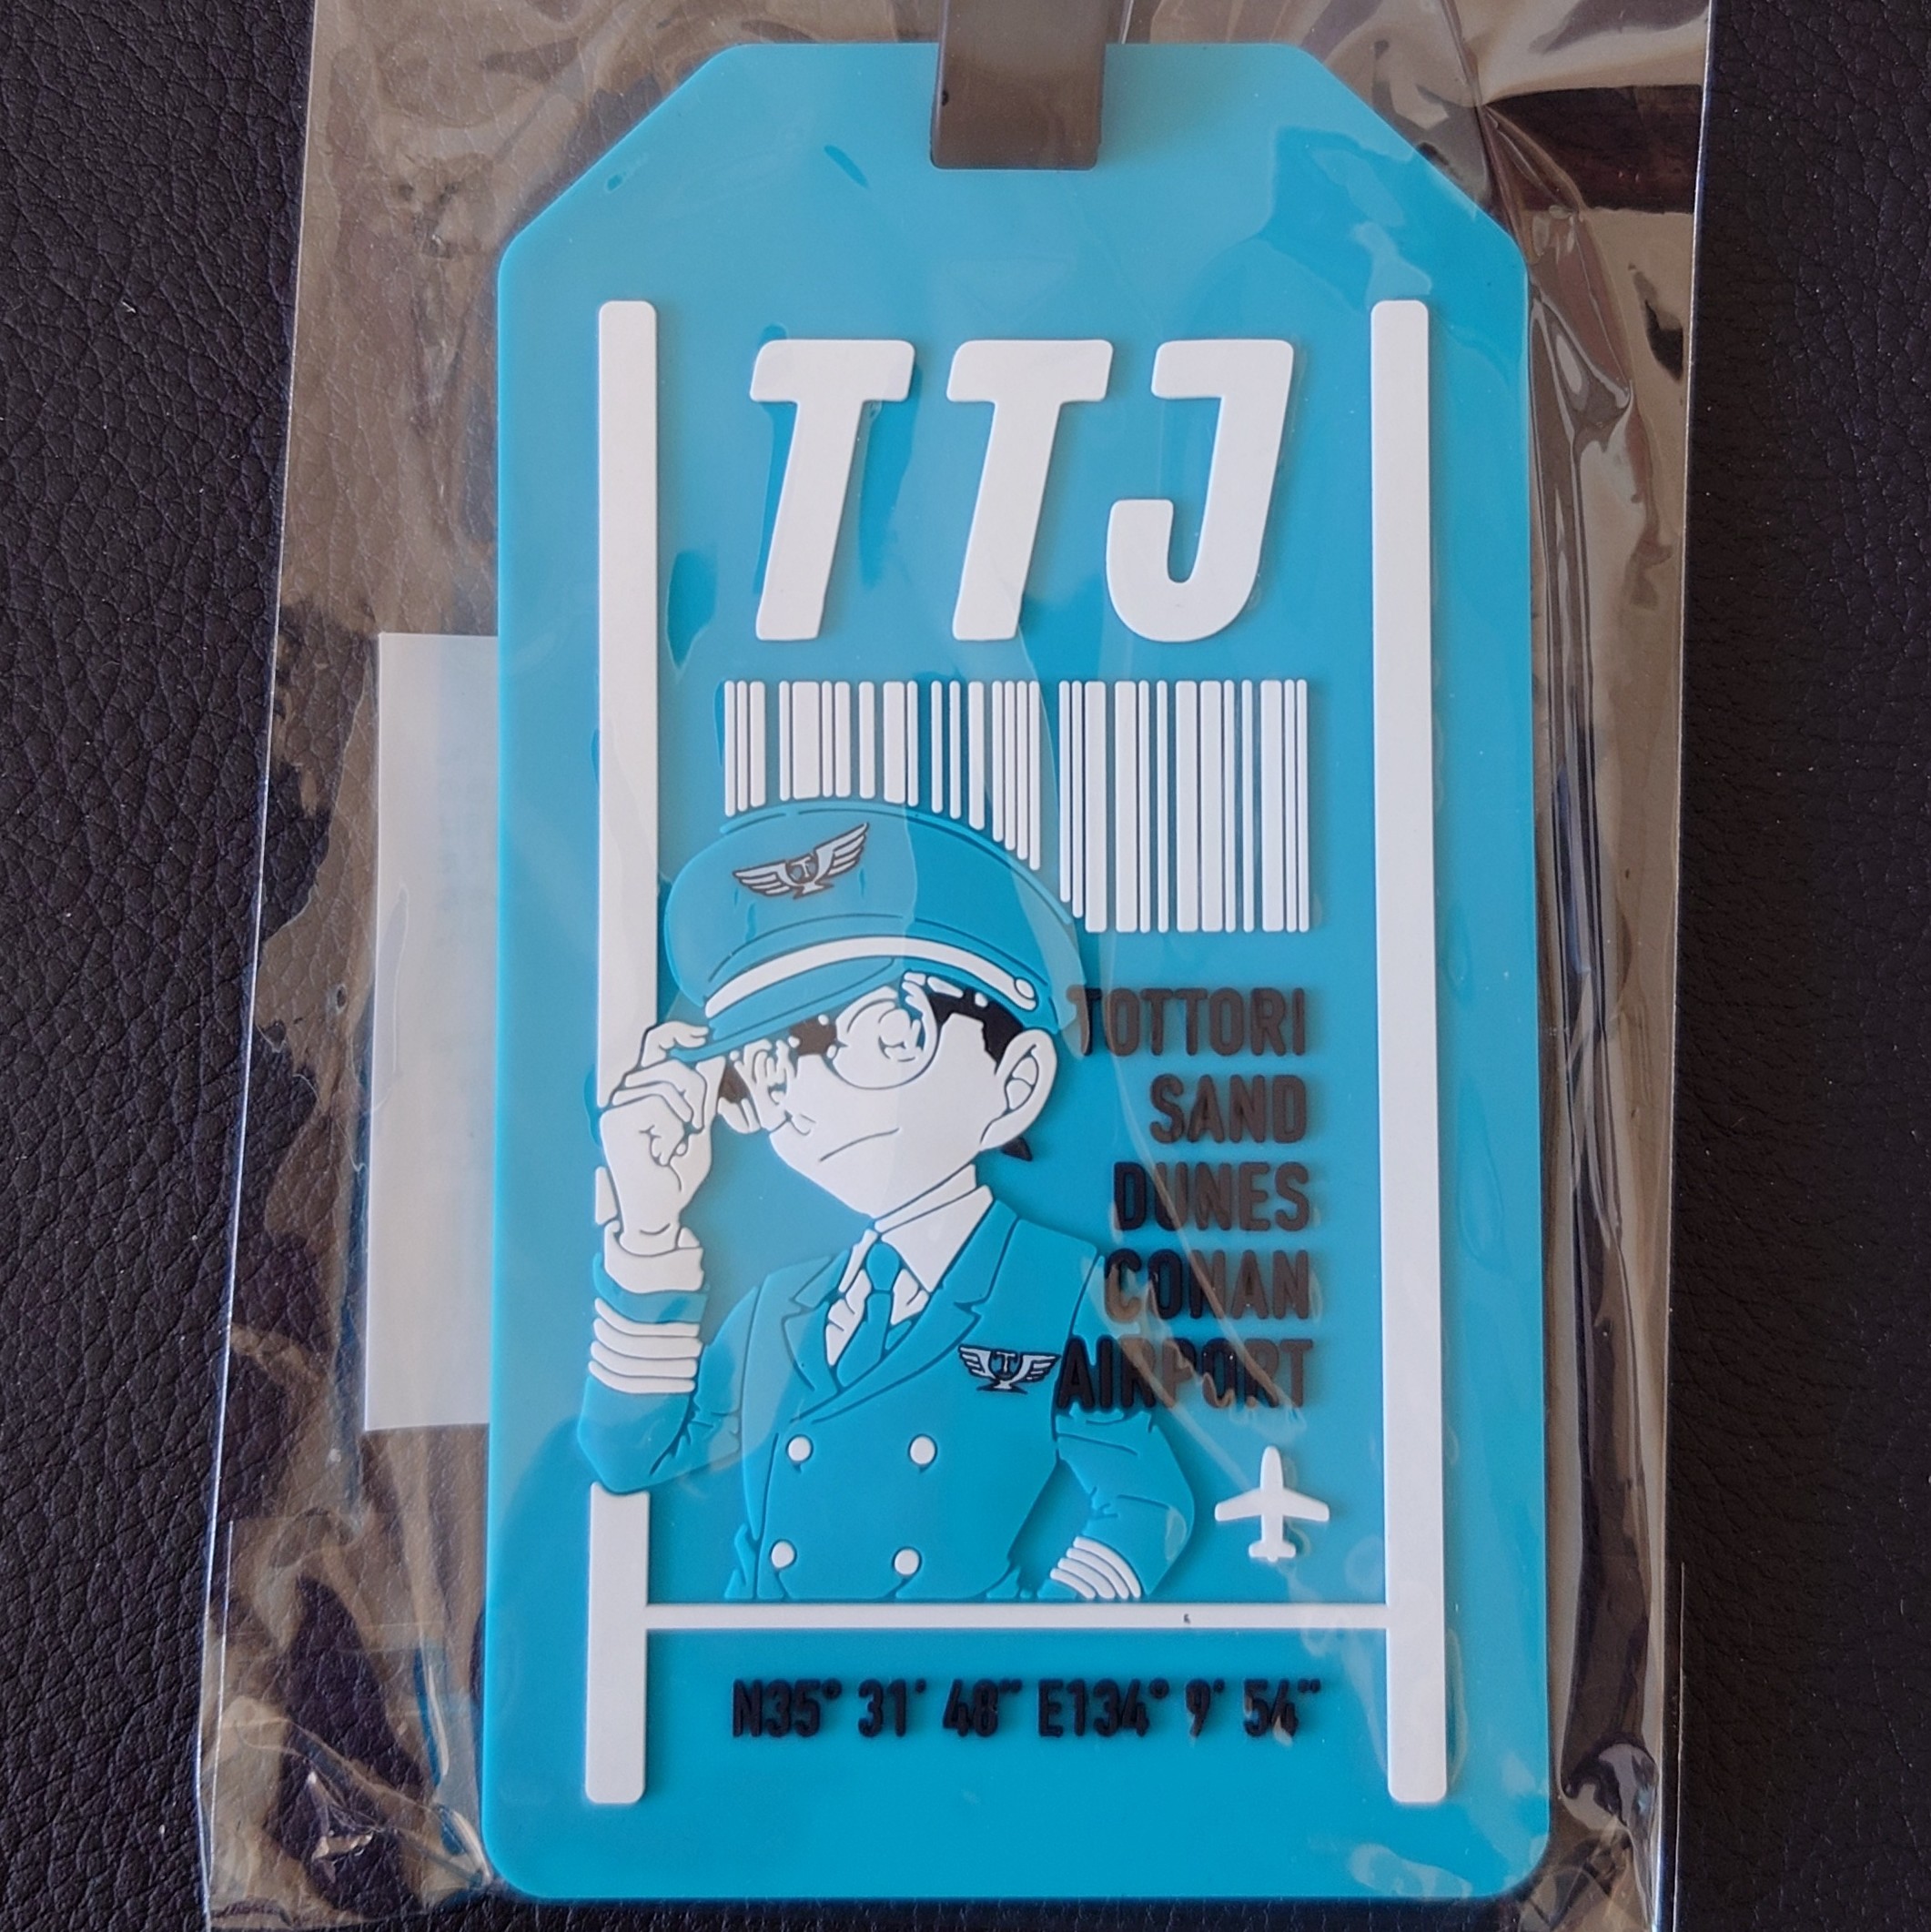 TTJ
TOTTORI
SAND
DUNES
CONAN
AIRPORT
N35° 31' 48" E134° 9' 54"